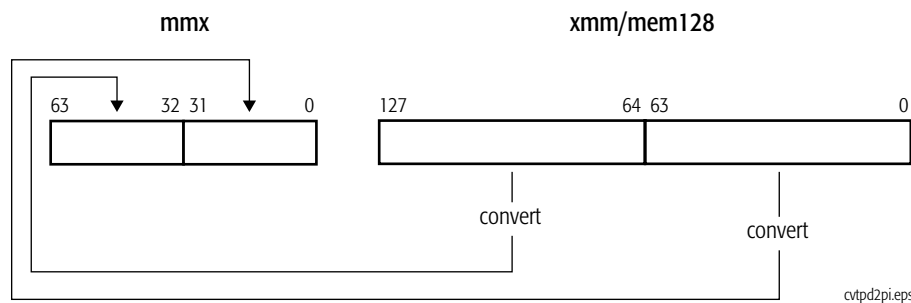 mmx xmm/mem128
63 32 31 0 127 64 63 0
convert
convert
cvtpd2pi.eps